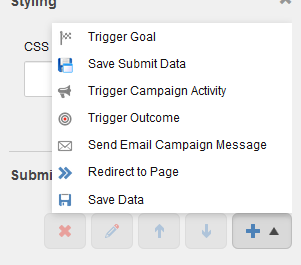 Styling
CSS
Trigger Goal
Save Submit Data
Trigger Campaign Activity
Trigger Outcome
Send Email Campaign Message
Redirect to Page
Submi
Save Data